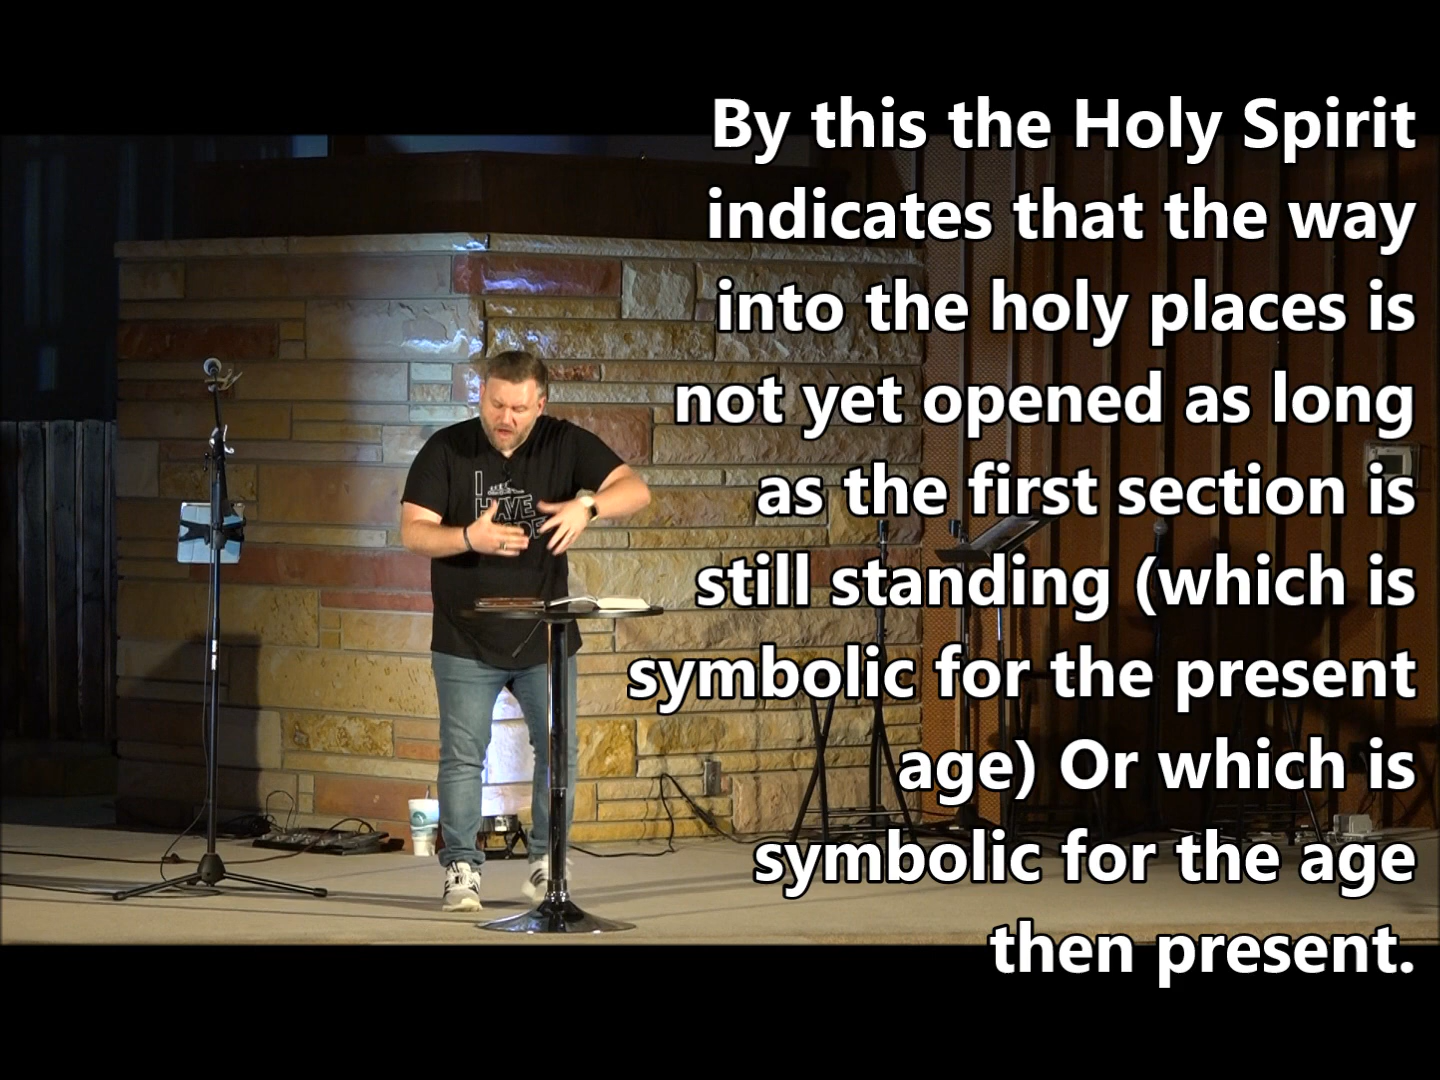 By this the Holy Spirit
indicates that the way
into the holy places is
not yet opened as long
as the first section is
still standing (which is
symbolic for the present
age) Or which is
symbolic for the age
then present.
I
HAVE